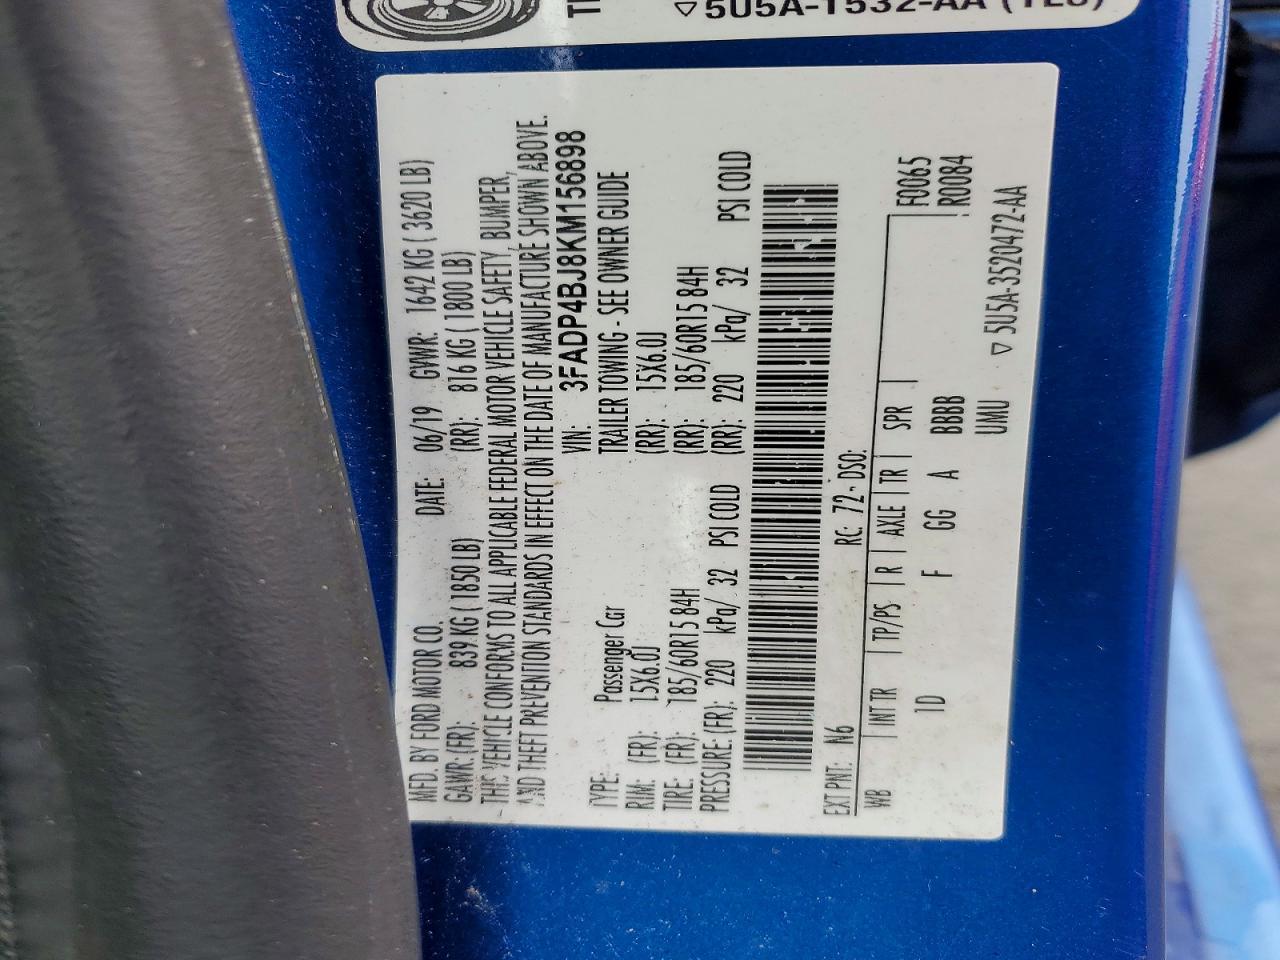 5U5A-1532-AA (TEC)
MFD. BY FORD MOTOR CO. DATE: 06/19 GVWR: 1642 KG ( 3620 LB)
GAWR: (FR): 839 KG ( 1850 LB) (RR): 816 KG ( 1800 LB)
THIS VEHICLE CONFORMS TO ALL APPLICABLE FEDERAL MOTOR VEHICLE SAFETY, BUMPER,
AND THEFT PREVENTION STANDARDS IN EFFECT ON THE DATE OF MANUFACTURE SHOWN ABOVE.
VIN: 3FADP4BJ8KM156898
TYPE: Passenger Car TRAILER TOWING - SEE OWNER GUIDE
RIM: (FR): 15X6.0J (RR): 15X6.0J
TIRE: (FR): 185/60R15 84H (RR): 185/60R15 84H
PRESSURE: (FR): 220 kPa/ 32 PSI COLD (RR): 220 kPa/ 32 PSI COLD
EXT PNT: N6 RC: 72 DSO: F0065
WB INT TR TP/PS R AXLE TR SPR R0084
1D F GG A BBBB
UMU ▽ 5U5A-3520472-AA